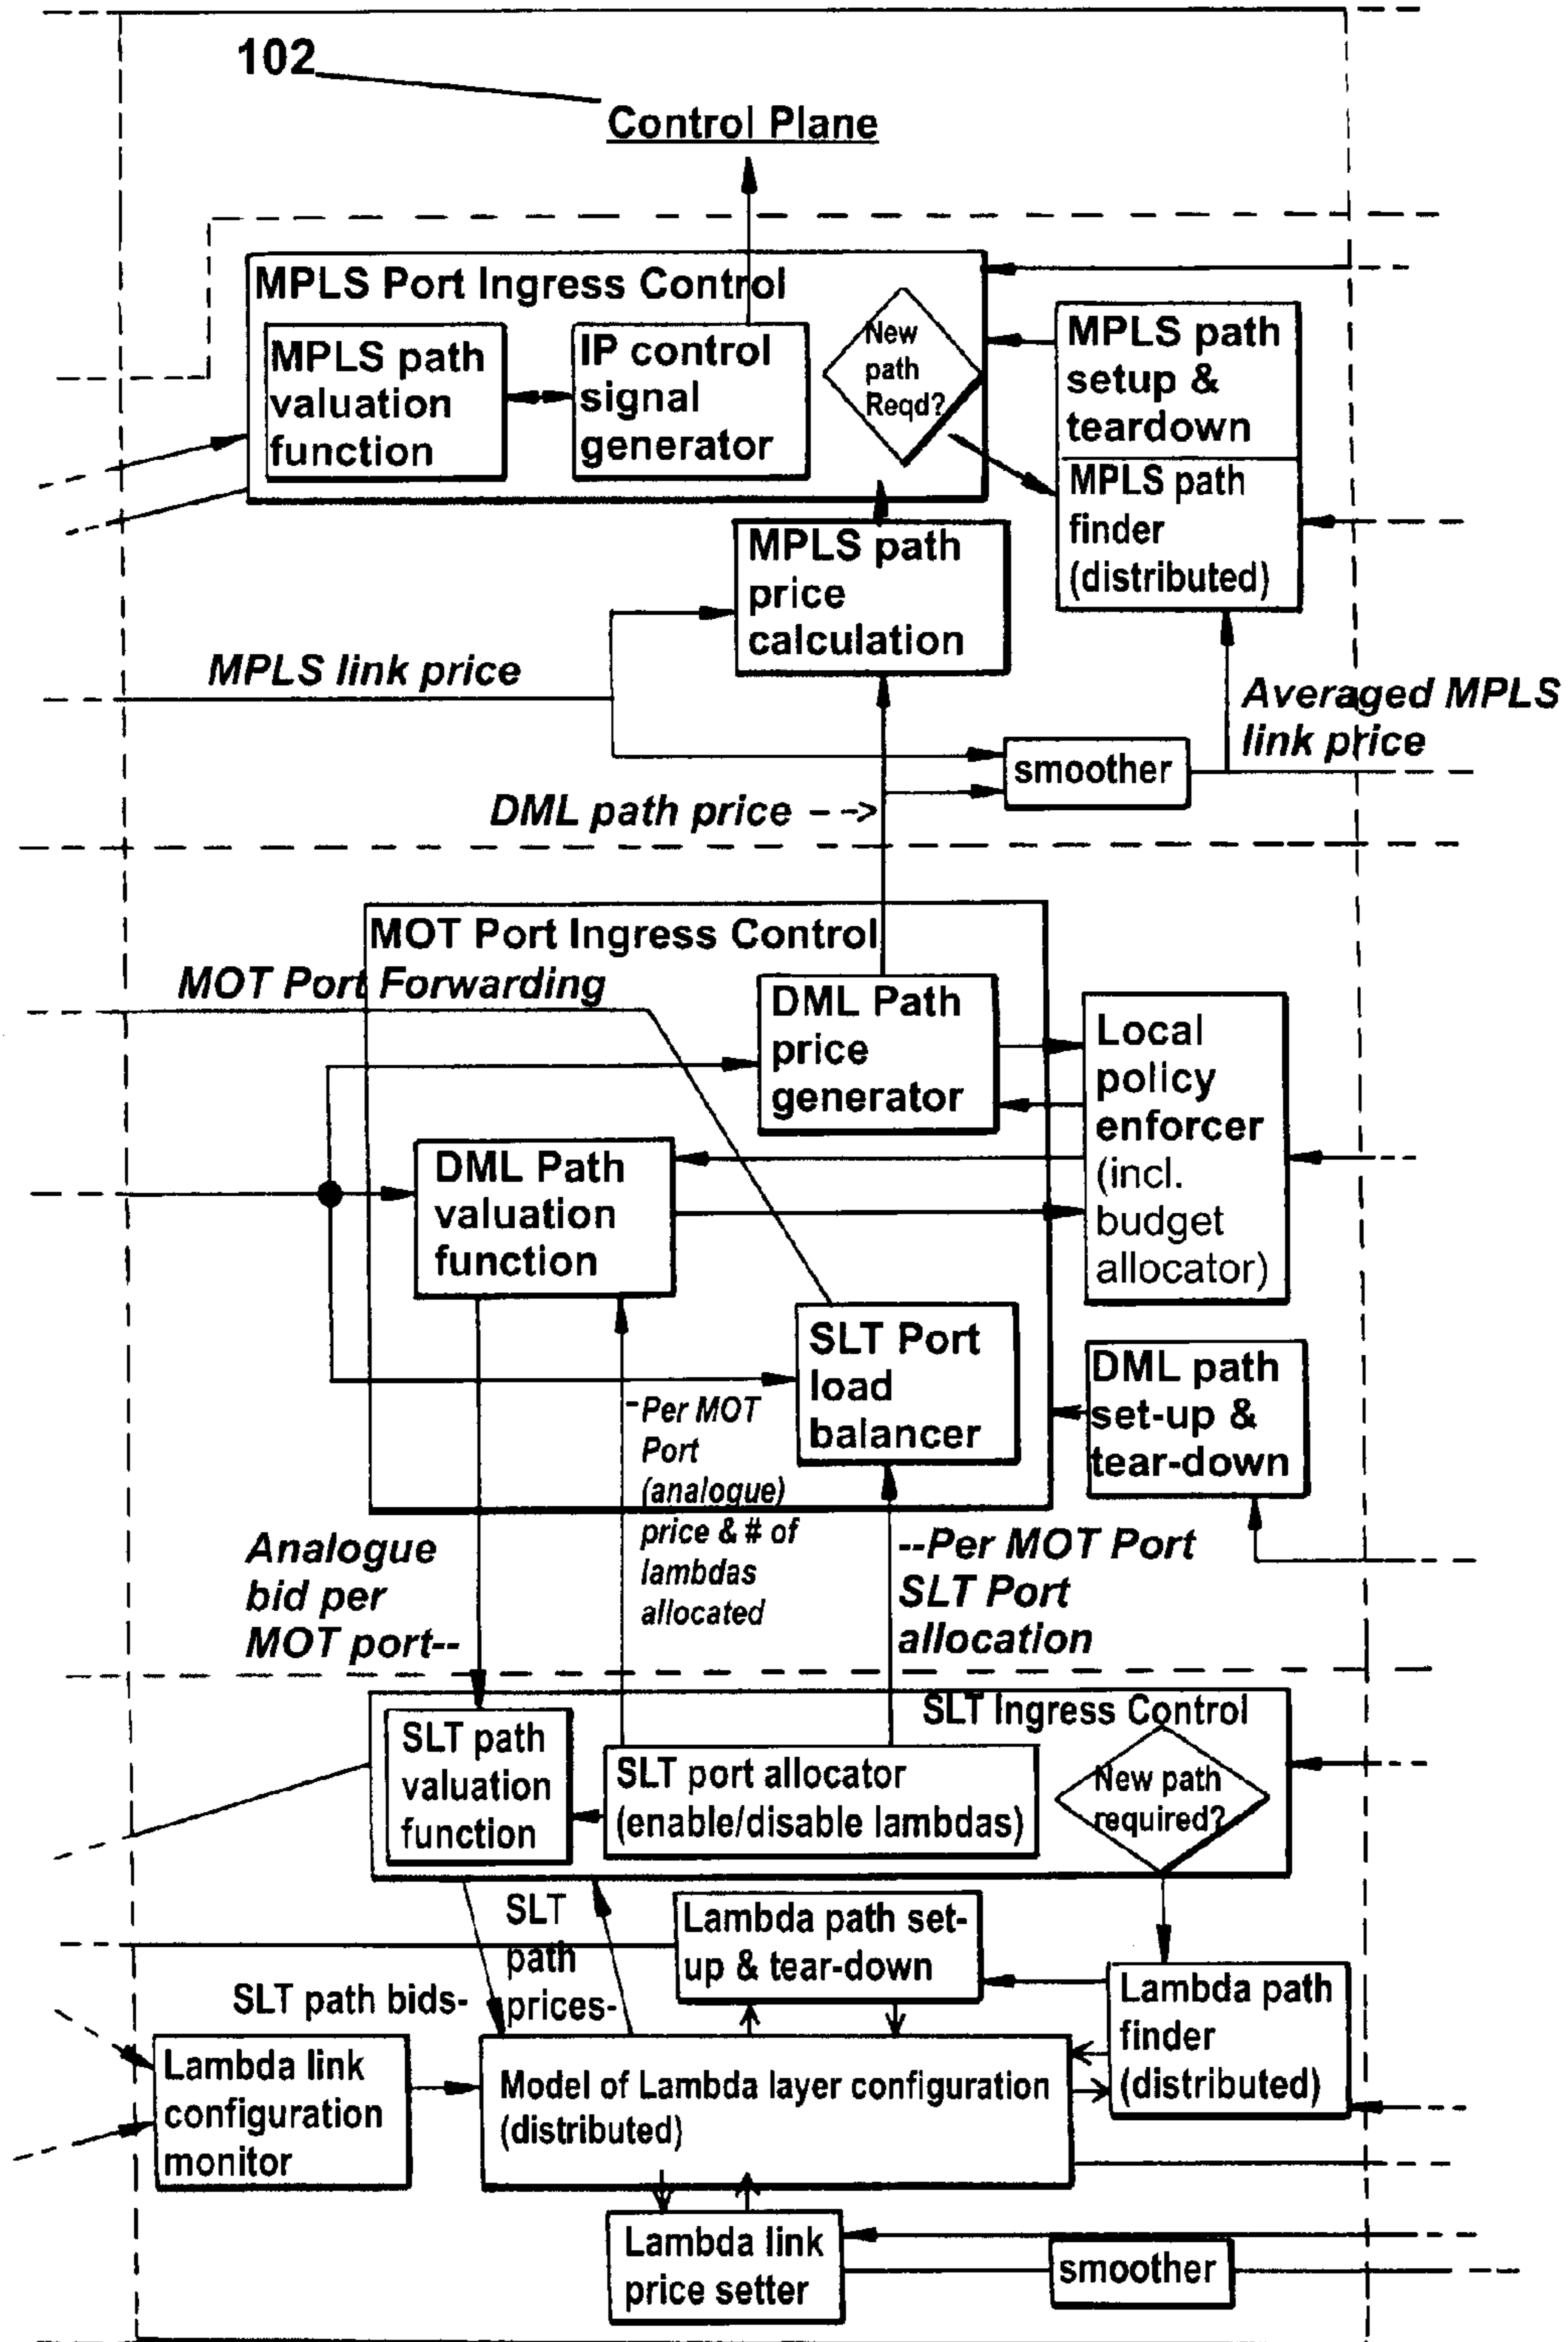 102
Control Plane
MPLS Port Ingress Control
MPLS path
valuation
function
IP control
signal
generator
New
path
Reqd?
MPLS path
setup &
teardown
MPLS path
finder
(distributed)
MPLS path
price
calculation
MPLS link price
Averaged MPLS
link price
smoother
DML path price -->
MOT Port Ingress Control
MOT Port Forwarding
DML Path
price
generator
Local
policy
enforcer
(incl.
budget
allocator)
DML Path
valuation
function
SLT Port
load
balancer
DML path
set-up &
tear-down
-Per MOT
Port
(analogue)
price & # of
lambdas
allocated
Analogue
bid per
MOT port--
--Per MOT Port
SLT Port
allocation
SLT Ingress Control
SLT path
valuation
function
SLT port allocator
(enable/disable lambdas)
New path
required?
SLT
path
prices-
Lambda path set-
up & tear-down
SLT path bids-
Lambda path
finder
(distributed)
Lambda link
configuration
monitor
Model of Lambda layer configuration
(distributed)
Lambda link
price setter
smoother